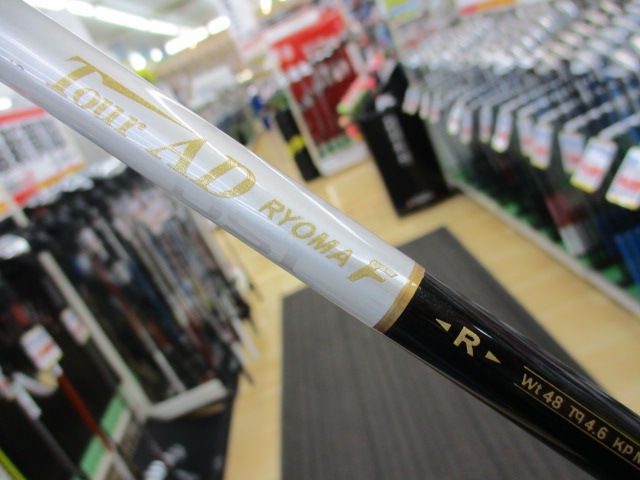 Tour AD RYOMA F
◄R►
Wt 48 Tq 4.6 KP M